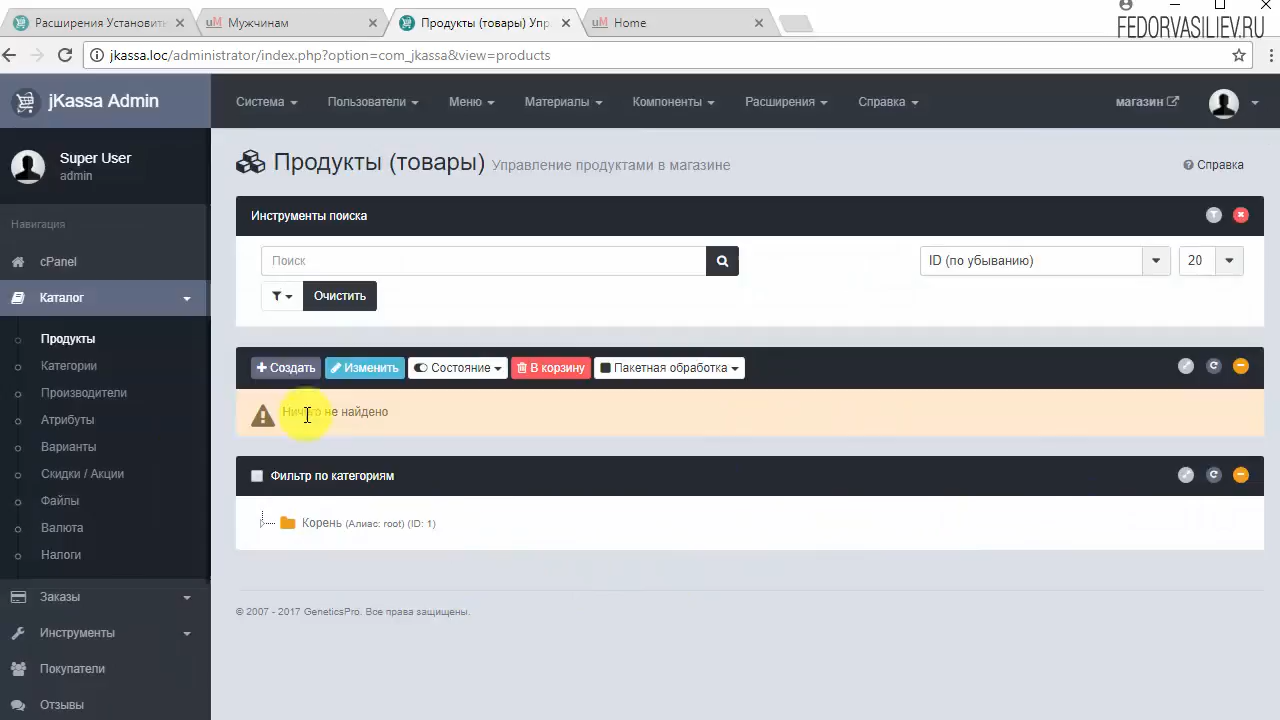 Расширения Установить
Мужчинам
Продукты (товары) Упр
Home
FEDORVASILIEV.RU
jkassa.loc/administrator/index.php?option=com_jkassa&view=products
jKassa Admin
Система
Пользователи
Меню
Материалы
Компоненты
Расширения
Справка
магазин
Super User
admin
Продукты (товары) Управление продуктами в магазине
Справка
Навигация
cPanel
Каталог
Продукты
Категории
Производители
Атрибуты
Варианты
Скидки / Акции
Файлы
Валюта
Налоги
Заказы
Инструменты
Покупатели
Отзывы
Инструменты поиска
Поиск
ID (по убыванию)
20
Очистить
Создать
Изменить
Состояние
В корзину
Пакетная обработка
Ничего не найдено
Фильтр по категориям
Корень (Алиас: root) (ID: 1)
© 2007 - 2017 GeneticsPro. Все права защищены.